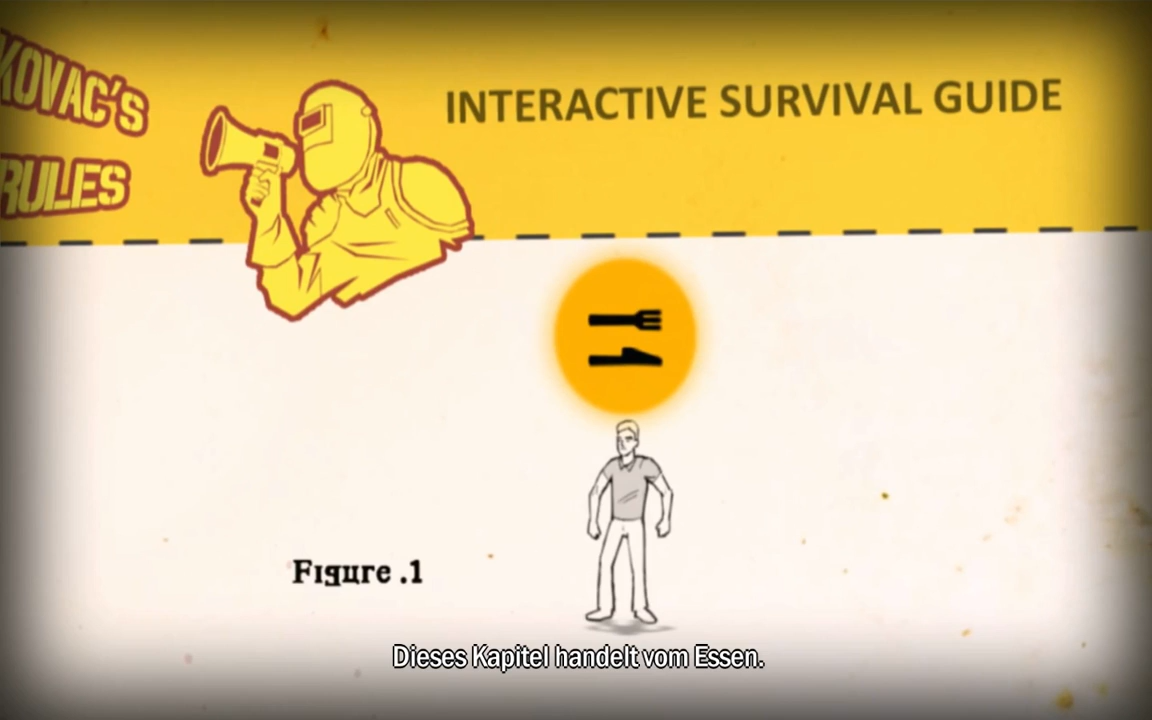 KOVAC'S
RULES
INTERACTIVE SURVIVAL GUIDE
Figure .1
Dieses Kapitel handelt vom Essen.